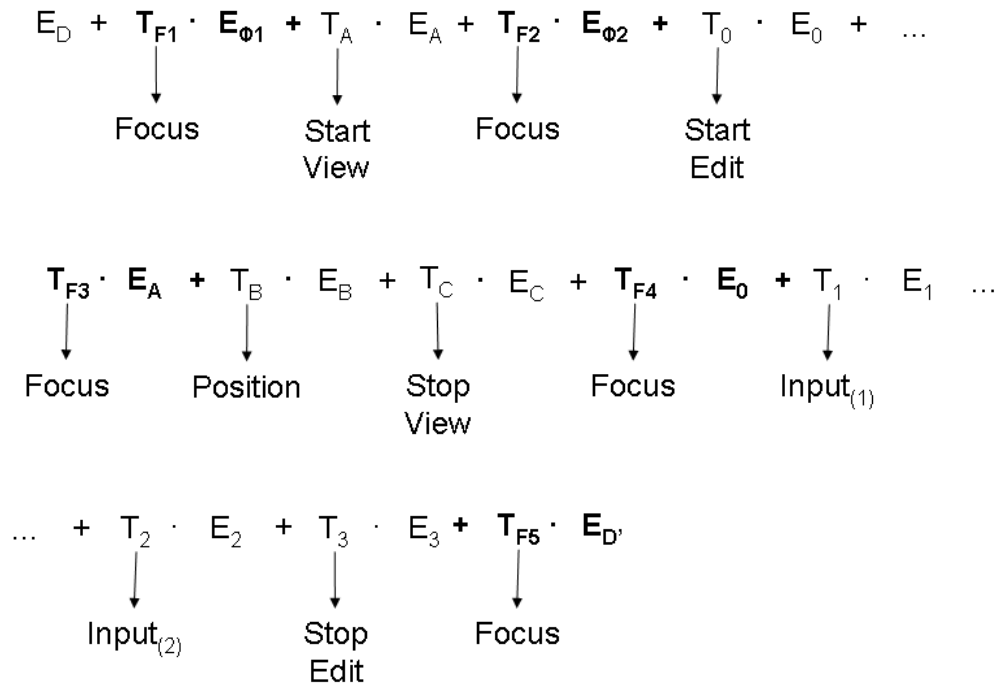 E_D + T_F1 · E_Φ1 + T_A · E_A + T_F2 · E_Φ2 + T_0 · E_0 + ...
Focus Start Focus Start
View Edit
T_F3 · E_A + T_B · E_B + T_C · E_C + T_F4 · E_0 + T_1 · E_1 ...
Focus Position Stop Focus Input_(1)
View
... + T_2 · E_2 + T_3 · E_3 + T_F5 · E_D'
Input_(2) Stop Focus
Edit